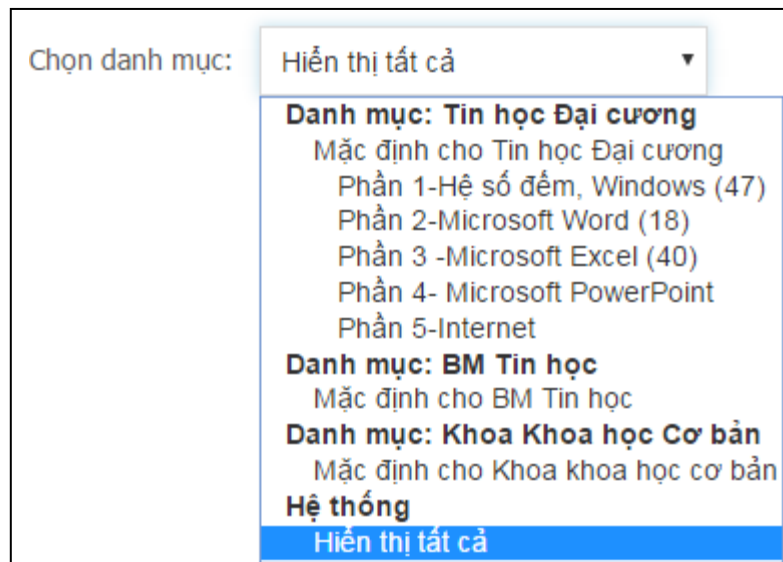 Chọn danh mục: Hiển thị tất cả
Danh mục: Tin học Đại cương
Mặc định cho Tin học Đại cương
Phần 1-Hệ số đếm, Windows (47)
Phần 2-Microsoft Word (18)
Phần 3 -Microsoft Excel (40)
Phần 4- Microsoft PowerPoint
Phần 5-Internet
Danh mục: BM Tin học
Mặc định cho BM Tin học
Danh mục: Khoa Khoa học Cơ bản
Mặc định cho Khoa khoa học cơ bản
Hệ thống
Hiển thị tất cả